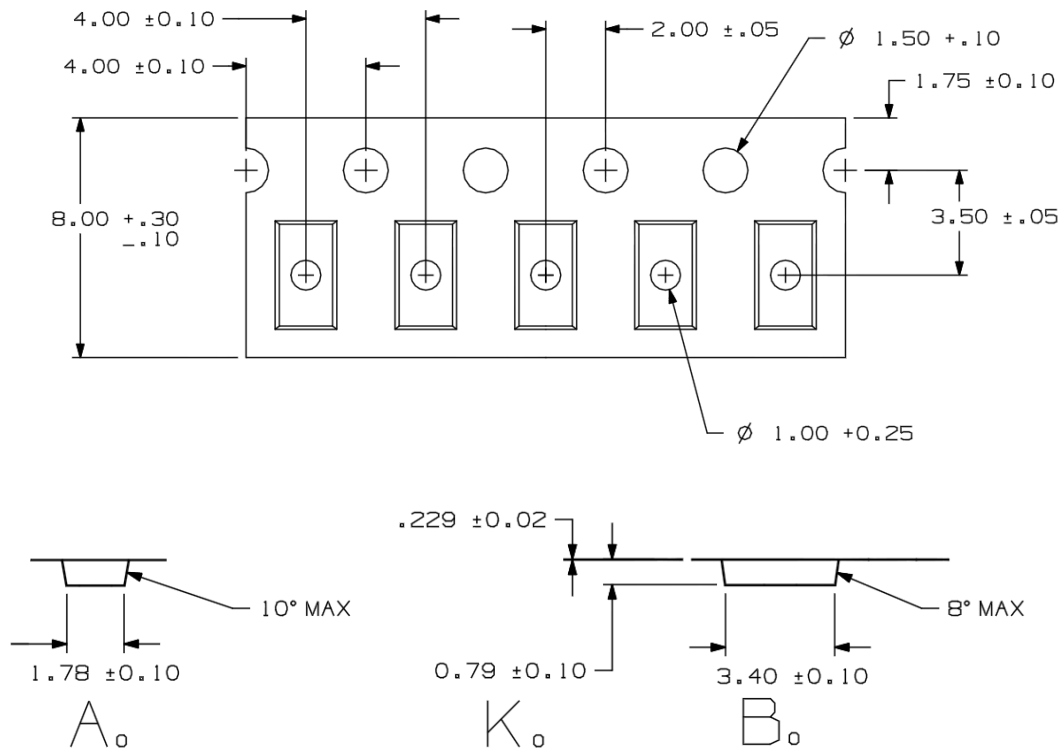 4.00 ±0.10
2.00 ±.05
Ø 1.50 +.10
4.00 ±0.10
1.75 ±0.10
8.00 +.30
-.10
3.50 ±.05
Ø 1.00 +0.25
.229 ±0.02
10° MAX
8° MAX
1.78 ±0.10
0.79 ±0.10
3.40 ±0.10
A₀
K₀
B₀